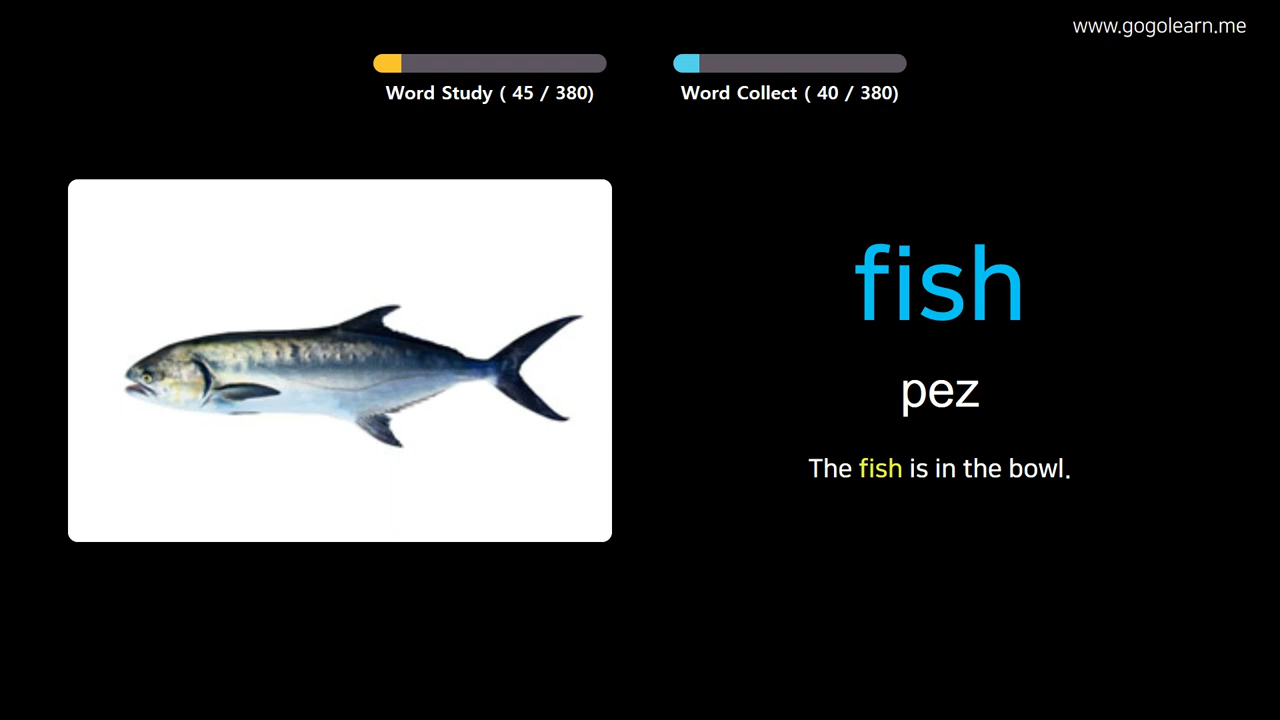 www.gogolearn.me
Word Study ( 45 / 380)
Word Collect ( 40 / 380)
fish
pez
The fish is in the bowl.